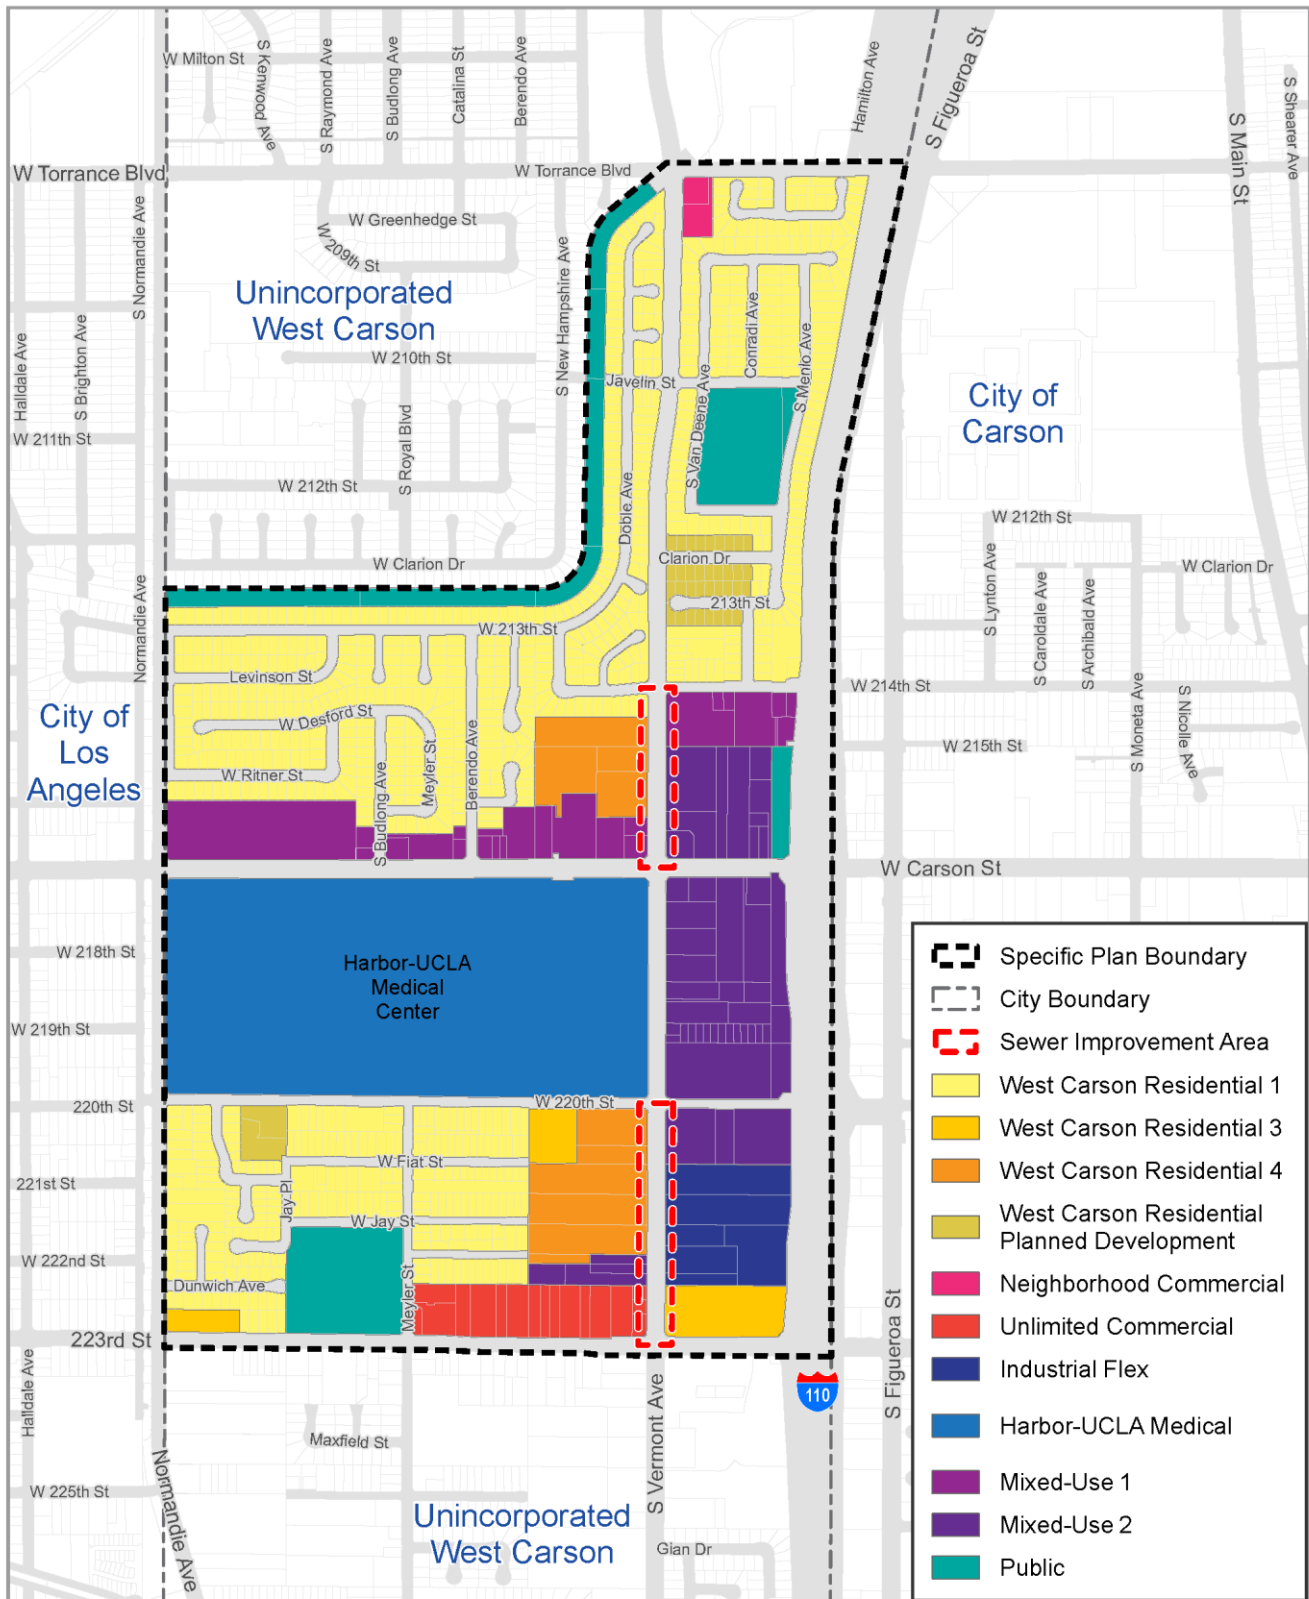 W Milton St
S Kenwood Ave
S Raymond Ave
S Budlong Ave
Catalina St
Berendo Ave
Hamilton Ave
S Figueroa St
S Main St
S Shearer Ave
W Torrance Blvd
W Torrance Blvd
S Normandie Ave
W Greenhedge St
W 209th St
S New Hampshire Ave
Unincorporated
West Carson
W 210th St
Halldale Ave
S Brighton Ave
W 211th St
S Royal Blvd
W 212th St
W Clarion Dr
Javelin St
S Van Deene Ave
Conradi Ave
S Menlo Ave
Doble Ave
City of
Carson
W 212th St
W Clarion Dr
S Lynton Ave
S Caroldale Ave
S Archibald Ave
Clarion Dr
213th St
W 213th St
Normandie Ave
Levinson St
W Desford St
W Ritner St
S Budlong Ave
Meyler St
Berendo Ave
City of
Los
Angeles
W 214th St
W 215th St
S Moneta Ave
S Nicolle Ave
W Carson St
W 218th St
W 219th St
Harbor-UCLA
Medical
Center
220th St
W 220th St
W Fiat St
221st St
Jay Pl
W Jay St
W 222nd St
Dunwich Ave
Meyler St
223rd St
Halldale Ave
Normandie Ave
Maxfield St
W 225th St
Unincorporated
West Carson
S Vermont Ave
Glan Dr
110
S Figueroa St
Specific Plan Boundary
City Boundary
Sewer Improvement Area
West Carson Residential 1
West Carson Residential 3
West Carson Residential 4
West Carson Residential
Planned Development
Neighborhood Commercial
Unlimited Commercial
Industrial Flex
Harbor-UCLA Medical
Mixed-Use 1
Mixed-Use 2
Public